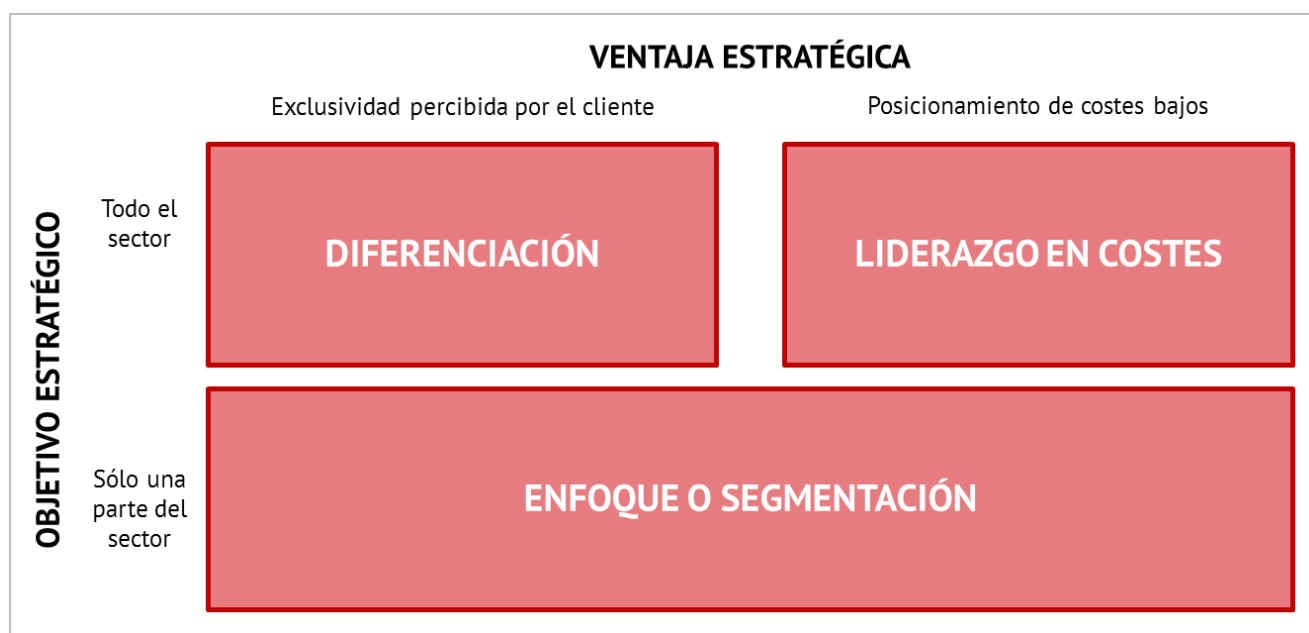 VENTAJA ESTRATÉGICA
Exclusividad percibida por el cliente
Posicionamiento de costes bajos
OBJETIVO ESTRATÉGICO
Todo el
sector
DIFERENCIACIÓN
LIDERAZGO EN COSTES
Sólo una
parte del
sector
ENFOQUE O SEGMENTACIÓN